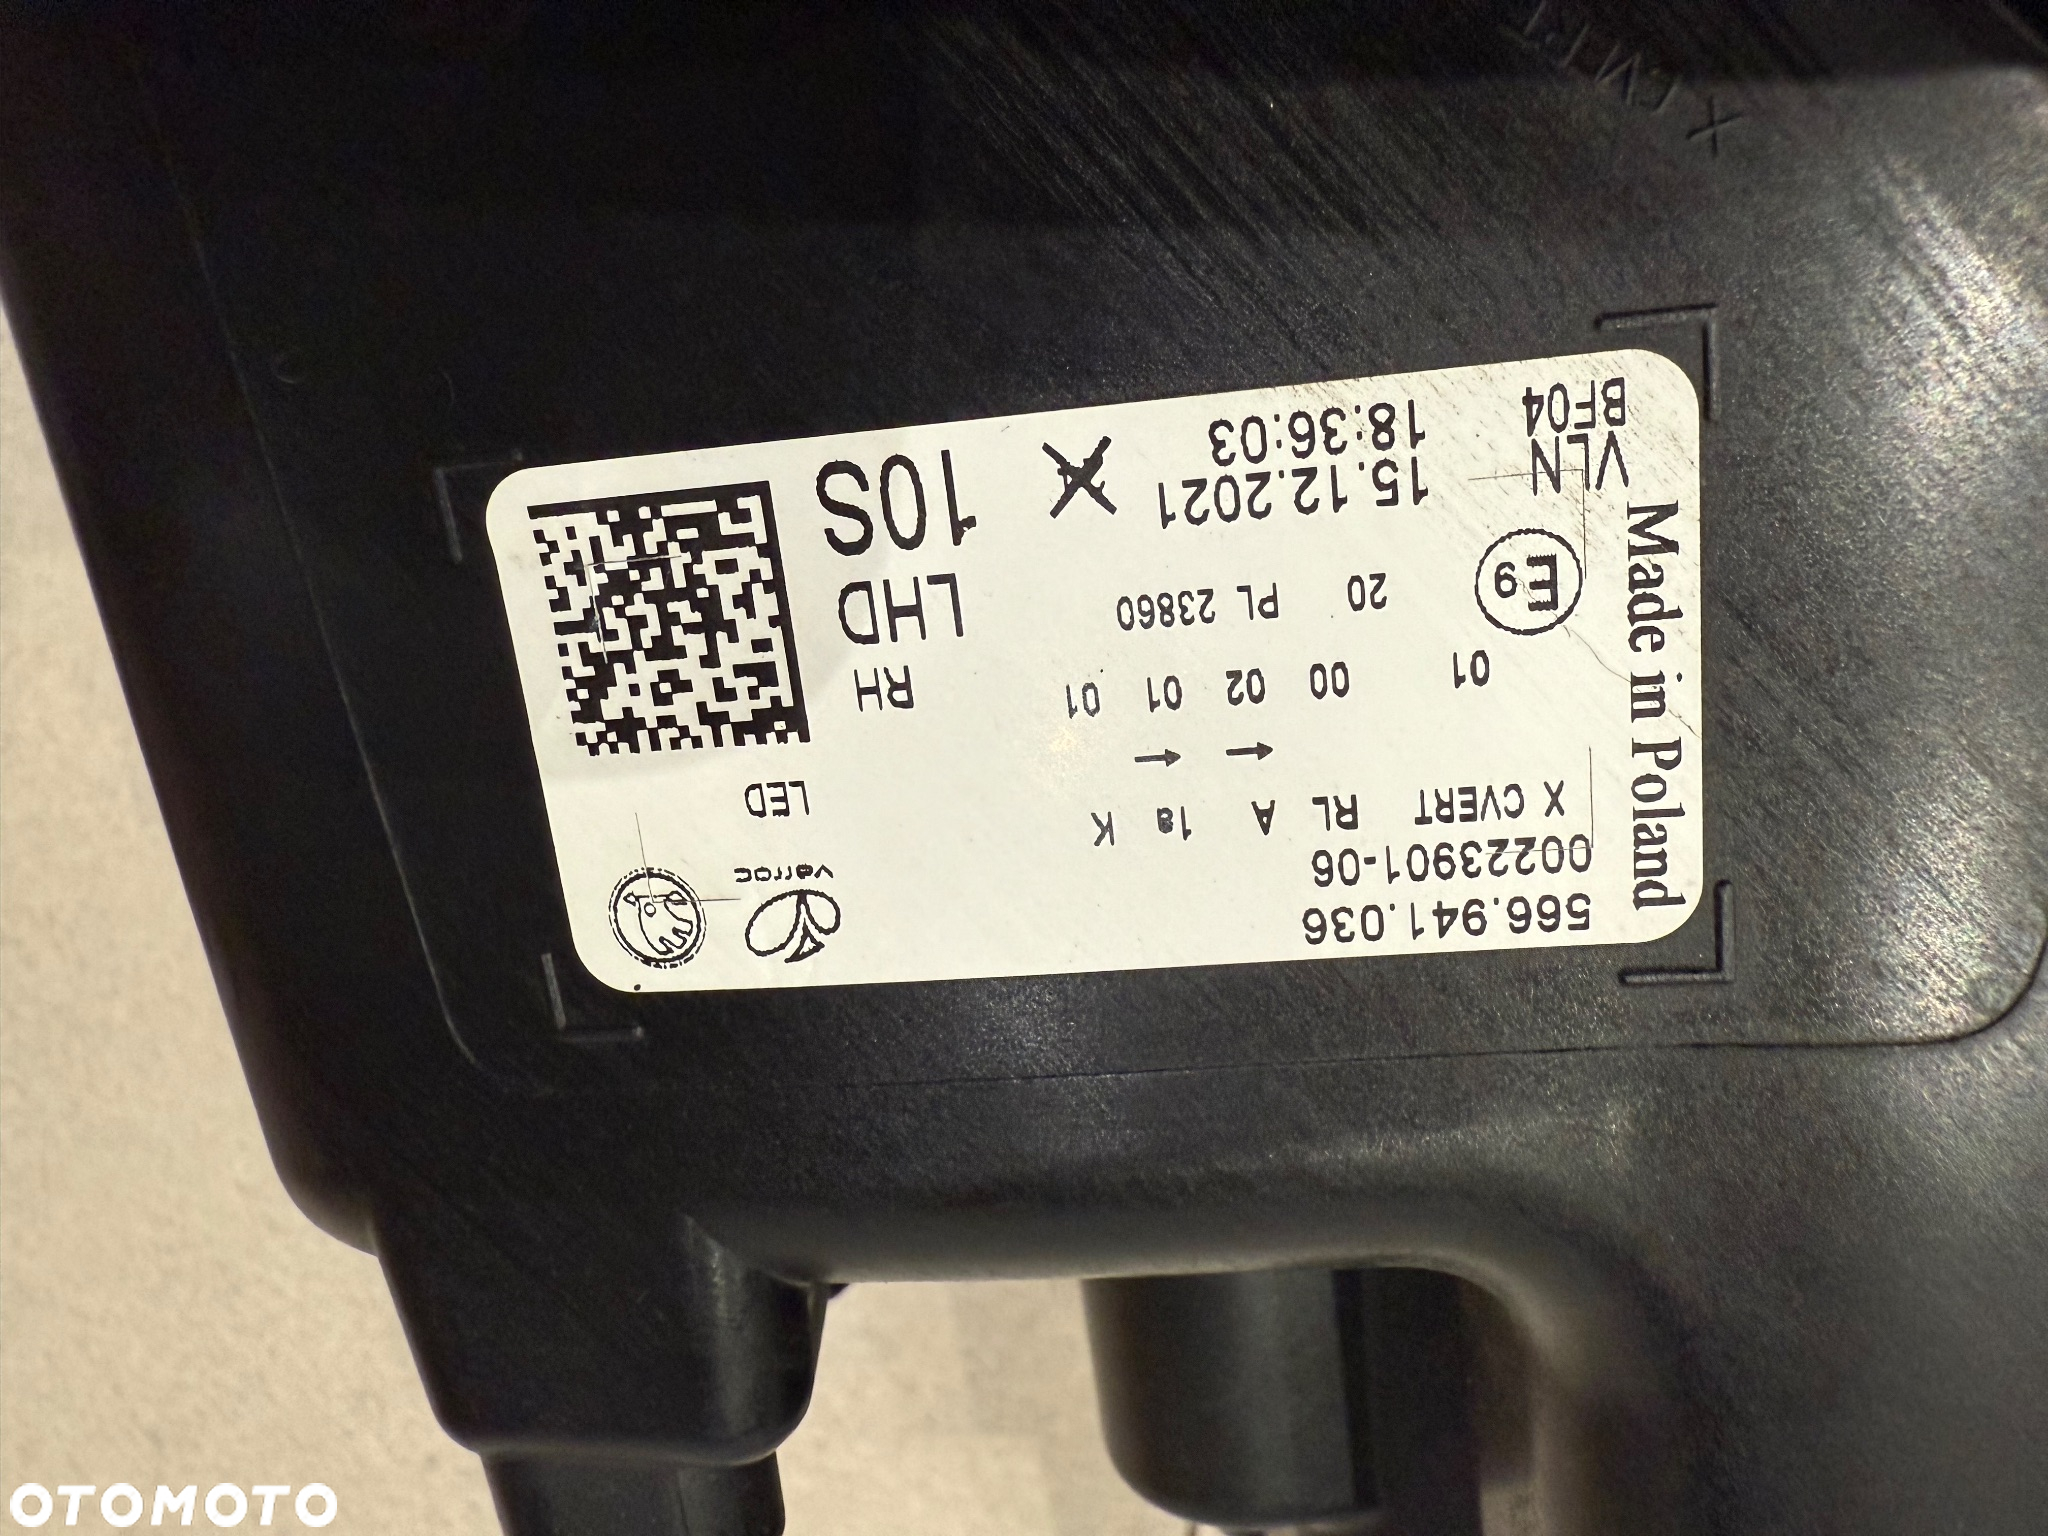 566.941.036
00223901-06
X CVERT RL A 1a K
← ←
01 00 02 01 01
E9 20 PL 23860
15.12.2021
18:36:03
VLN
BF04
Made in Poland
varroc
LED
RH
LHD
10S
OTOMOTO